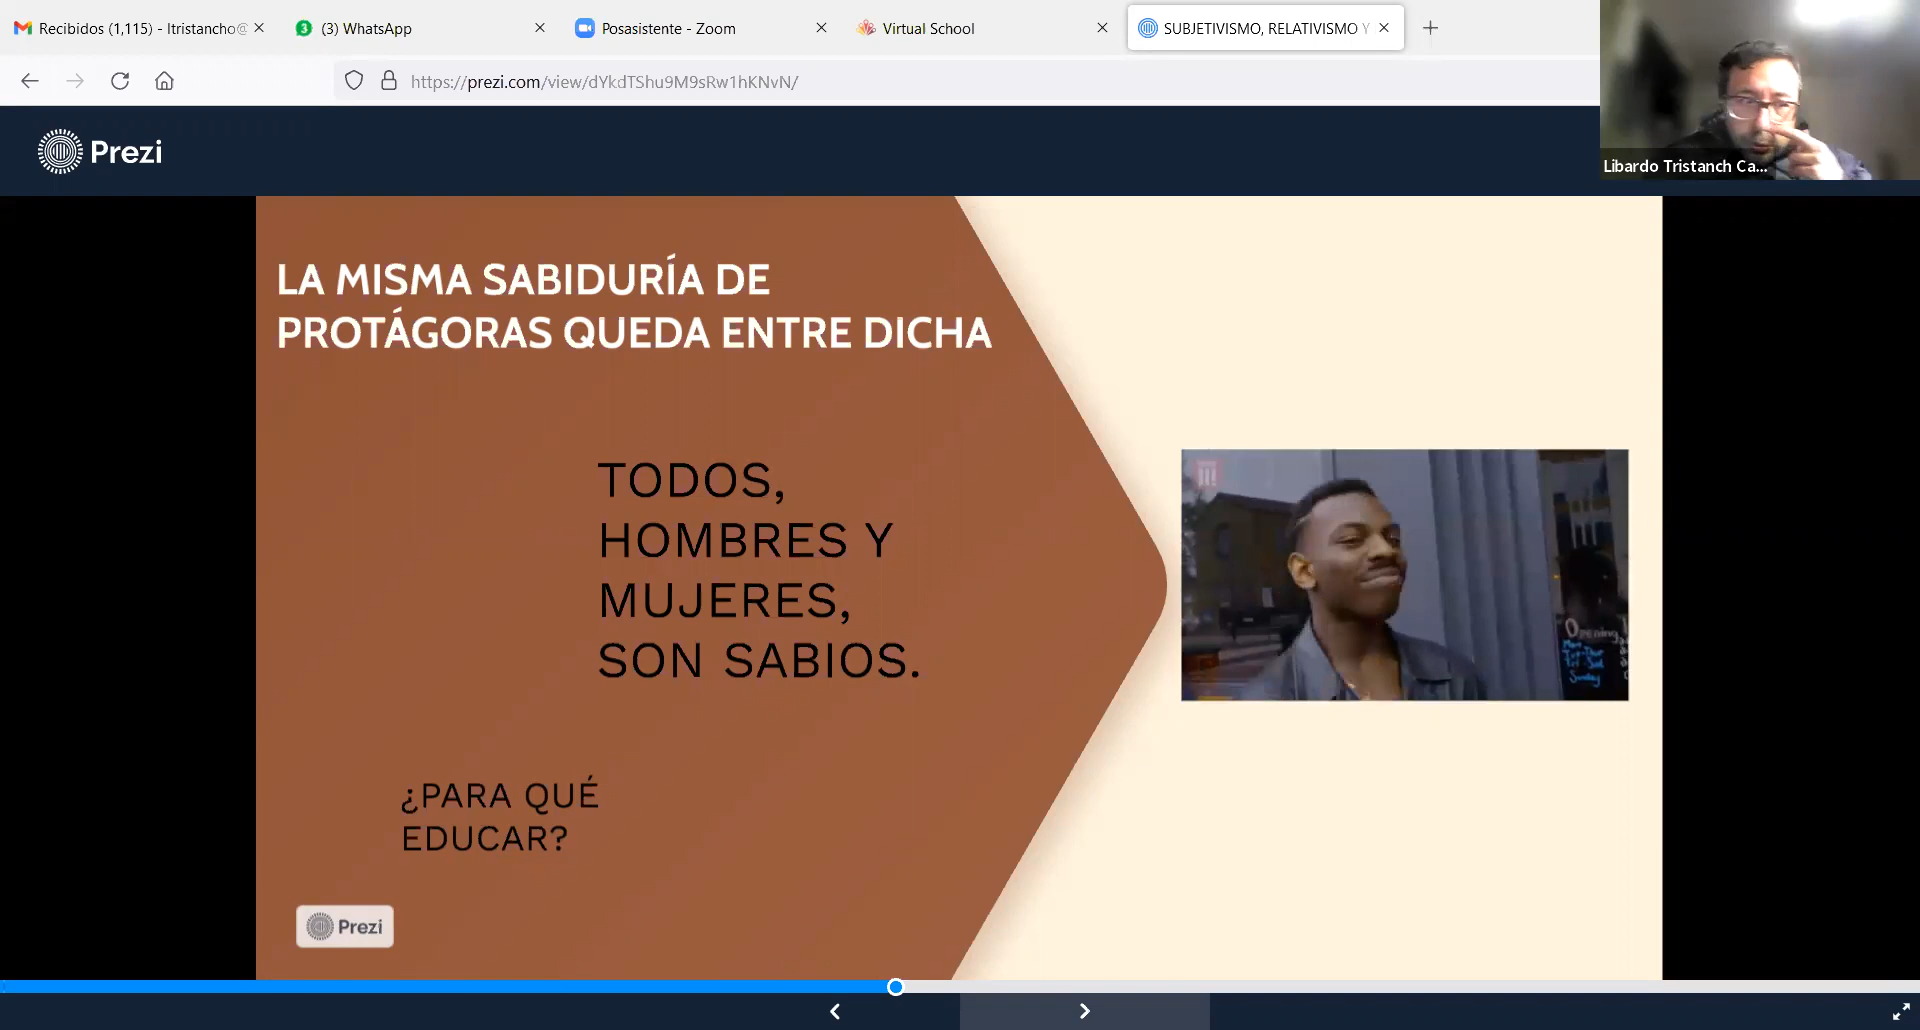 Recibidos (1,115) - ltristancho@
(3) WhatsApp
Posasistente - Zoom
Virtual School
SUBJETIVISMO, RELATIVISMO Y
https://prezi.com/view/dYkdTShu9M9sRw1hKNvN/
Prezi
Libardo Tristanch Ca...
LA MISMA SABIDURÍA DE
PROTÁGORAS QUEDA ENTRE DICHA
TODOS,
HOMBRES Y
MUJERES,
SON SABIOS.
¿PARA QUÉ
EDUCAR?
Opening
Sunday
Prezi